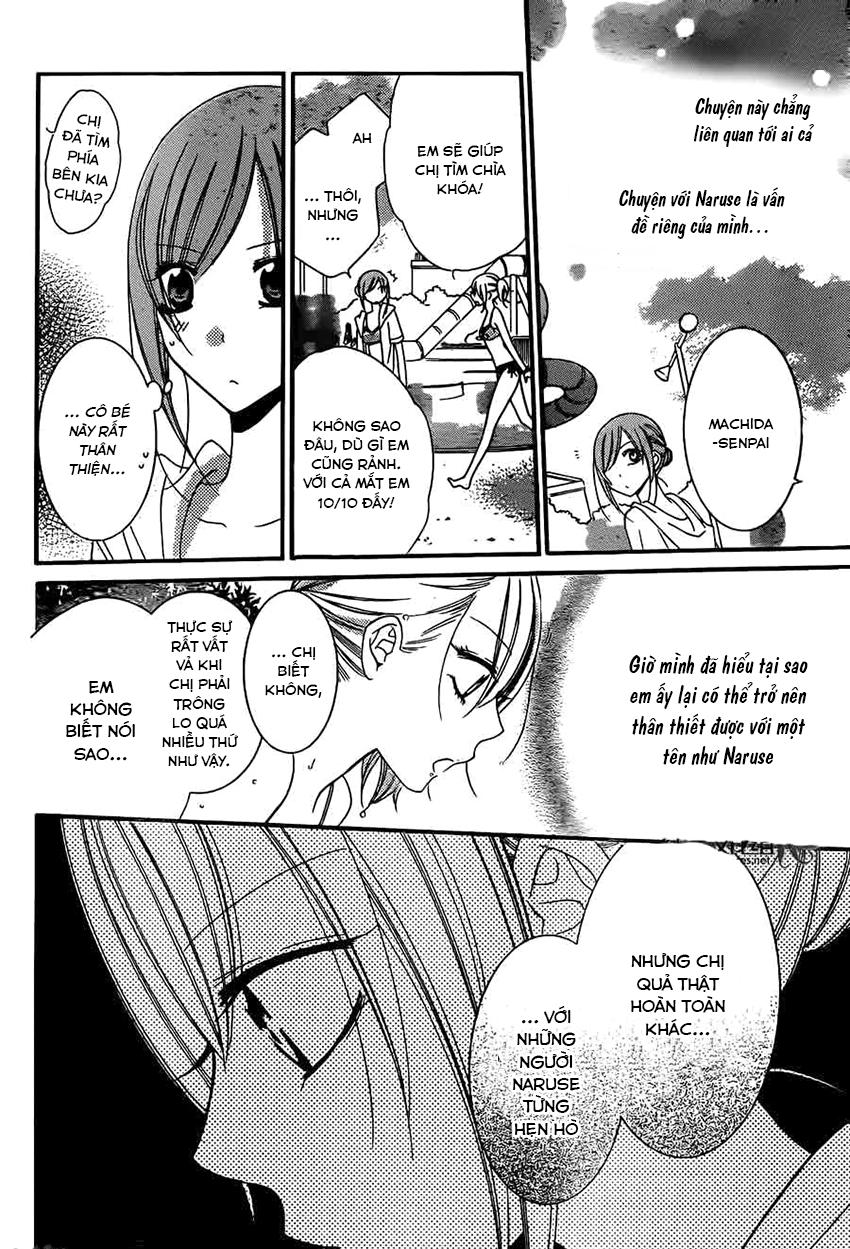 Chuyện này chẳng
liên quan tới ai cả
Chuyện với Naruse là vấn
đề riêng của mình...
MACHIDA
-SENPAI
EM SẼ GIÚP
CHỊ TÌM CHÌA
KHÓA!
AH
... THÔI,
NHƯNG
...
KHÔNG SAO
ĐÂU, DÙ GÌ EM
CŨNG RẢNH.
VỚI CẢ MẮT EM
10/10 ĐẤY!
CHỊ
ĐÃ TÌM
PHÍA
BÊN KIA
CHƯA?
... CÔ BÉ
NÀY RẤT
THÂN
THIỆN...
Giờ mình đã hiểu tại sao
em ấy lại có thể trở nên
thân thiết được với một
tên như Naruse
... CHỊ
BIẾT
KHÔNG,
THỰC SỰ
RẤT VẤT
VẢ KHI
CHỊ PHẢI
TRÔNG
LO QUÁ
NHIỀU THỨ
NHƯ VẬY.
EM
KHÔNG
BIẾT NÓI
SAO...
NHƯNG CHỊ
QUẢ THẬT
HOÀN TOÀN
KHÁC...
... VỚI
NHỮNG
NGƯỜI
NARUSE
TỪNG
HẸN HÒ